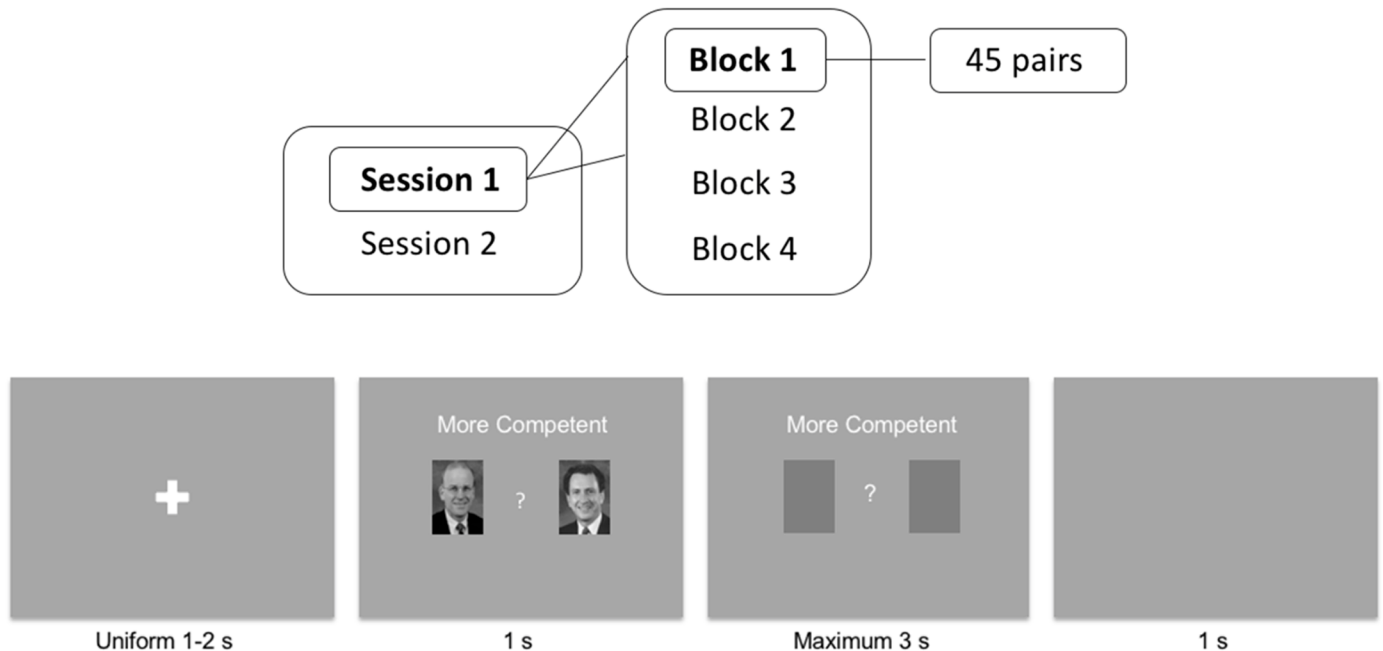 Block 1
45 pairs
Block 2
Session 1
Block 3
Session 2
Block 4
More Competent
?
More Competent
?
Uniform 1-2 s
1 s
Maximum 3 s
1 s